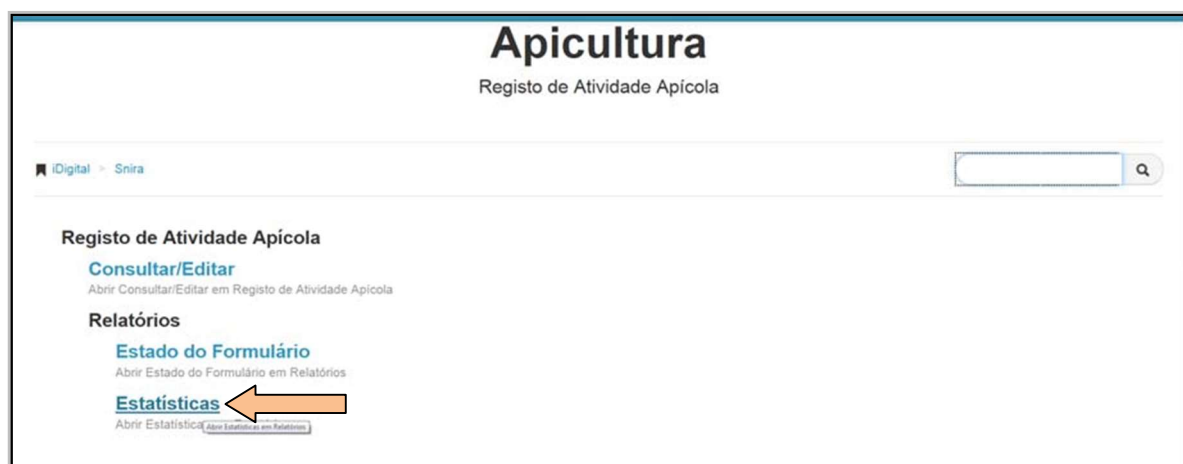 Apicultura
Registo de Atividade Apícola
iDigital > Snira
Registo de Atividade Apícola
Consultar/Editar
Abrir Consultar/Editar em Registo de Atividade Apícola
Relatórios
Estado do Formulário
Abrir Estado do Formulário em Relatórios
Estatísticas
Abrir Estatística
Abrir Estatísticas em Relatórios